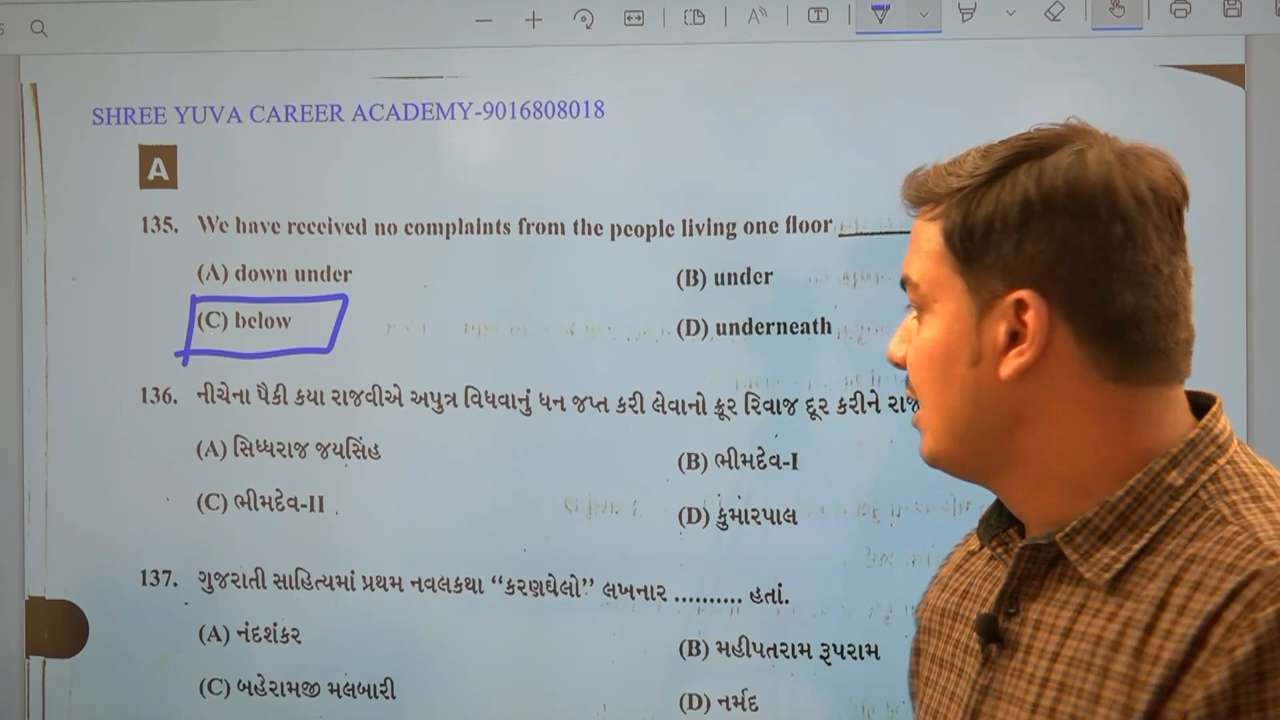 SHREE YUVA CAREER ACADEMY-9016808018
A
135. We have received no complaints from the people living one floor
(A) down under (B) under
(C) below (D) underneath
136. નીચેના પૈકી કયા રાજવીએ અપુત્ર વિધવાનું ધન જપ્ત કરી લેવાનો ક્રૂર રિવાજ દૂર કરીને
(A) સિધ્ધરાજ જયસિંહ (B) ભીમદેવ-I
(C) ભીમદેવ-II (D) કુમારપાલ
137. ગુજરાતી સાહિત્યમાં પ્રથમ નવલકથા “કરણઘેલો” લખનાર .......... હતાં.
(A) નંદશંકર (B) મહીપતરામ રૂપરામ
(C) બહેરામજી મલબારી (D) નર્મદ